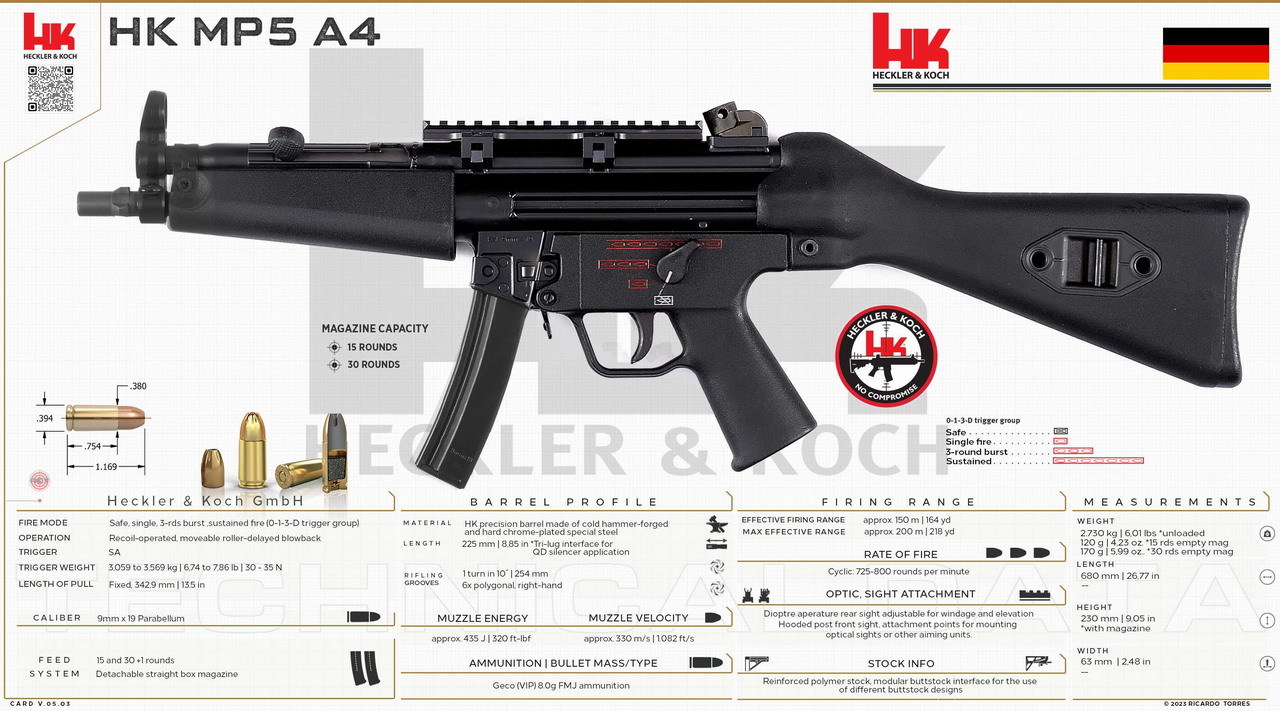 HK MP5 A4
HK
HECKLER & KOCH
HK
HECKLER & KOCH
MAGAZINE CAPACITY
15 ROUNDS
30 ROUNDS
HECKLER & KOCH
HK
NO COMPROMISE
.380
.394
.754
1.169
HECKLER & KOCH
0-1-3-D trigger group
Safe
Single fire
3-round burst
Sustained
Heckler & Koch GmbH
FIRE MODE Safe, single, 3-rds burst ,sustained fire (0-1-3-D trigger group)
OPERATION Recoil-operated, moveable roller-delayed blowback
TRIGGER SA
TRIGGER WEIGHT 3,059 to 3,569 kg | 6,74 to 7,86 lb | 30 - 35 N
LENGTH OF PULL Fixed, 342,9 mm | 13,5 in
CALIBER 9mm x 19 Parabellum
FEED SYSTEM 15 and 30 +1 rounds
Detachable straight box magazine
BARREL PROFILE
MATERIAL HK precision barrel made of cold hammer-forged
and hard chrome-plated special steel
LENGTH 225 mm | 8,85 in *Tri-lug interface for
QD silencer application
RIFLING GROOVES 1 turn in 10˝ | 254 mm
6x polygonal, right-hand
MUZZLE ENERGY
approx. 435 J | 320 ft-lbf
MUZZLE VELOCITY
approx. 330 m/s | 1.082 ft/s
AMMUNITION | BULLET MASS/TYPE
Geco (VIP) 8.0g FMJ ammunition
FIRING RANGE
EFFECTIVE FIRING RANGE approx. 150 m | 164 yd
MAX EFFECTIVE RANGE approx. 200 m | 218 yd
RATE OF FIRE
Cyclic: 725-800 rounds per minute
OPTIC, SIGHT ATTACHMENT
Dioptre aperature rear sight adjustable for windage and elevation
Hooded post front sight, attachment points for mounting
optical sights or other aiming units.
STOCK INFO
Reinforced polymer stock, modular buttstock interface for the use
of different buttstock designs
MEASUREMENTS
WEIGHT
2.730 kg | 6,01 lbs *unloaded
120 g | 4.23 oz. *15 rds empty mag
170 g | 5.99 oz. *30 rds empty mag
LENGTH
680 mm | 26,77 in
--
HEIGHT
230 mm | 9,05 in
*with magazine
WIDTH
63 mm | 2,48 in
--
TECHNICAL DATA
CARD V.05.03
© 2023 RICARDO TORRES